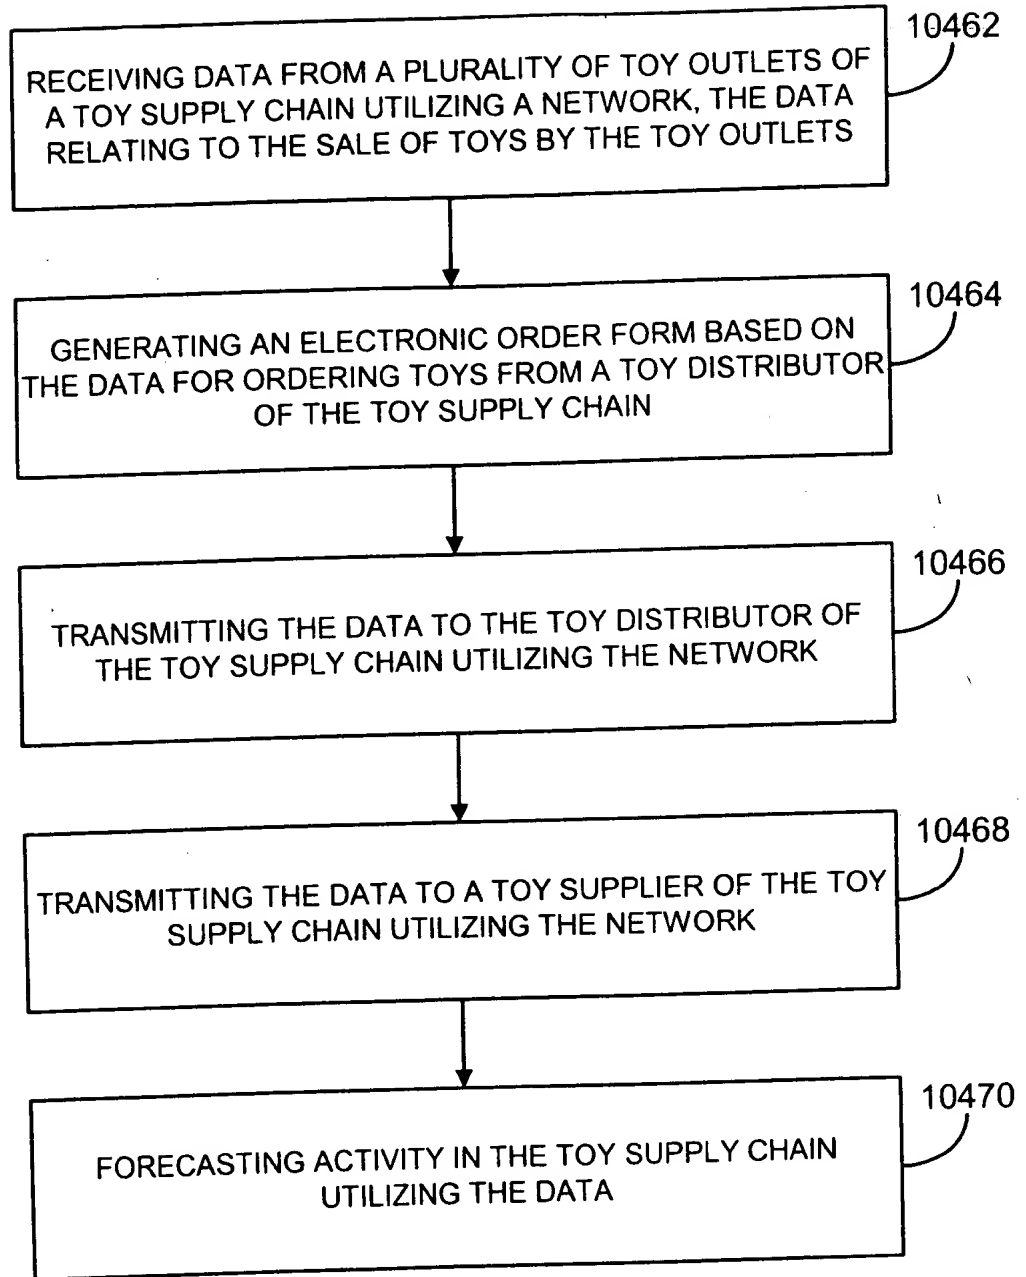 10462
RECEIVING DATA FROM A PLURALITY OF TOY OUTLETS OF
A TOY SUPPLY CHAIN UTILIZING A NETWORK, THE DATA
RELATING TO THE SALE OF TOYS BY THE TOY OUTLETS
10464
GENERATING AN ELECTRONIC ORDER FORM BASED ON
THE DATA FOR ORDERING TOYS FROM A TOY DISTRIBUTOR
OF THE TOY SUPPLY CHAIN
10466
TRANSMITTING THE DATA TO THE TOY DISTRIBUTOR OF
THE TOY SUPPLY CHAIN UTILIZING THE NETWORK
10468
TRANSMITTING THE DATA TO A TOY SUPPLIER OF THE TOY
SUPPLY CHAIN UTILIZING THE NETWORK
10470
FORECASTING ACTIVITY IN THE TOY SUPPLY CHAIN
UTILIZING THE DATA